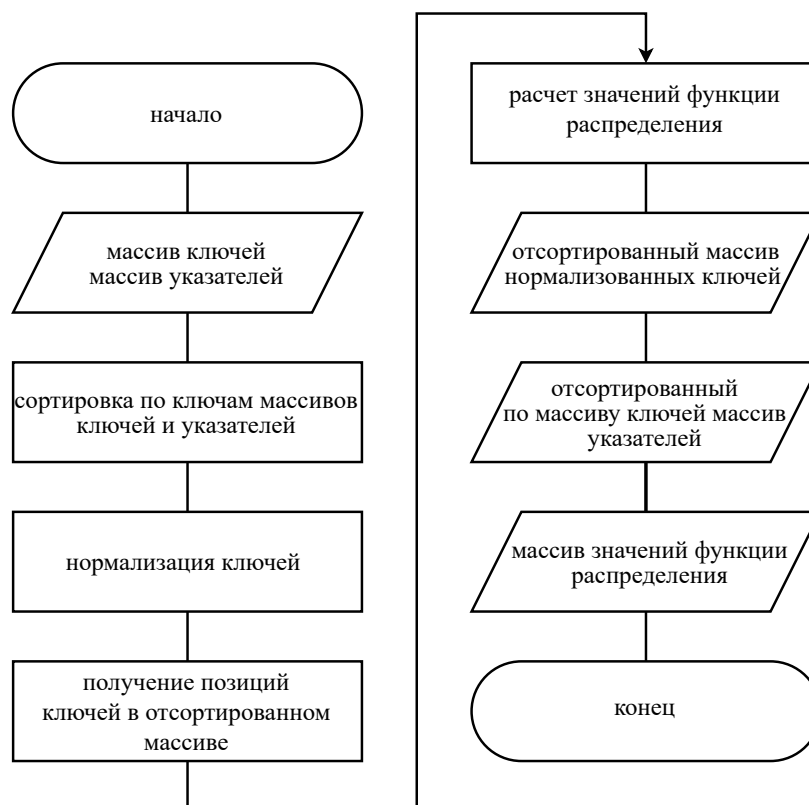 начало
массив ключей
массив указателей
сортировка по ключам массивов
ключей и указателей
нормализация ключей
получение позиций
ключей в отсортированном
массиве
расчет значений функции
распределения
отсортированный массив
нормализованных ключей
отсортированный
по массиву ключей массив
указателей
массив значений функции
распределения
конец